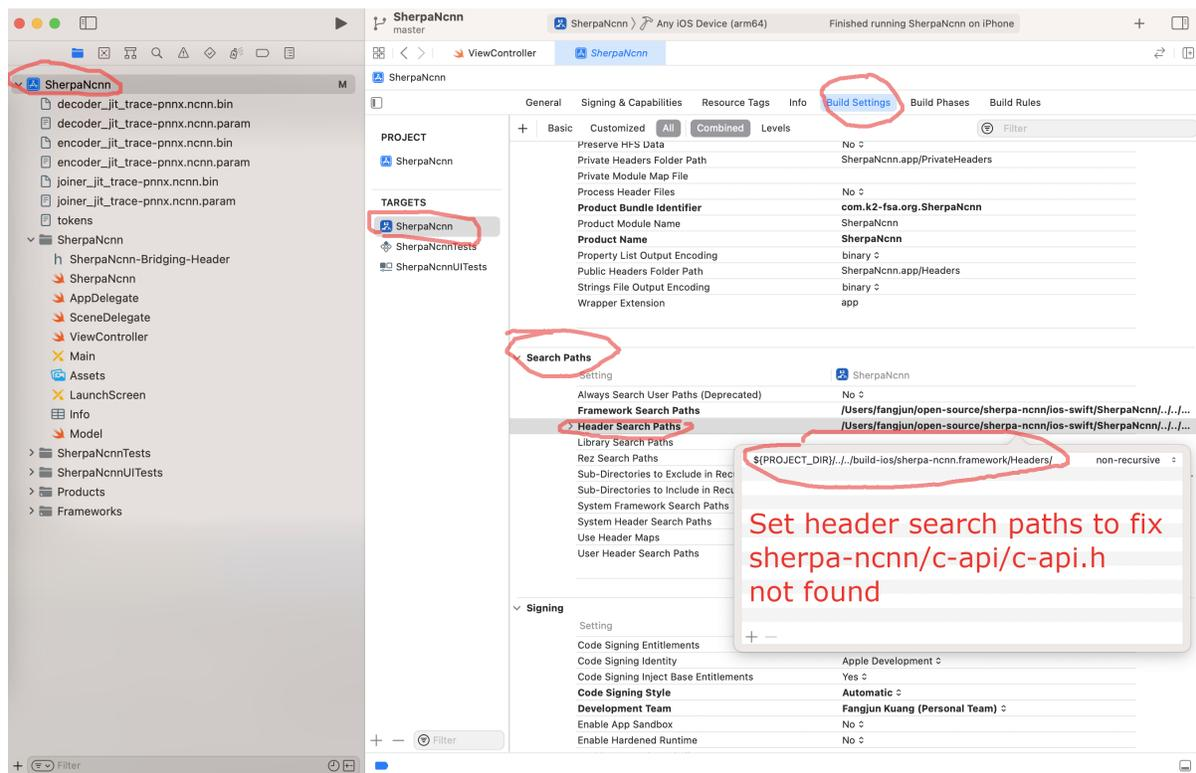 SherpaNcnn
master
SherpaNcnn
Any iOS Device (arm64)
Finished running SherpaNcnn on iPhone
ViewController
SherpaNcnn
SherpaNcnn
SherpaNcnn
M
decoder_jit_trace-pnnx.ncnn.bin
decoder_jit_trace-pnnx.ncnn.param
encoder_jit_trace-pnnx.ncnn.bin
encoder_jit_trace-pnnx.ncnn.param
joiner_jit_trace-pnnx.ncnn.bin
joiner_jit_trace-pnnx.ncnn.param
tokens
SherpaNcnn
SherpaNcnn-Bridging-Header
SherpaNcnn
AppDelegate
SceneDelegate
ViewController
Main
Assets
LaunchScreen
Info
Model
SherpaNcnnTests
SherpaNcnnUITests
Products
Frameworks
Filter
General
Signing & Capabilities
Resource Tags
Info
Build Settings
Build Phases
Build Rules
PROJECT
SherpaNcnn
TARGETS
SherpaNcnn
SherpaNcnnTests
SherpaNcnnUITests
Filter
Basic
Customized
All
Combined
Levels
Filter
Preserve HFS Data No
Private Headers Folder Path SherpaNcnn.app/PrivateHeaders
Private Module Map File
Process Header Files No
Product Bundle Identifier com.k2-fsa.org.SherpaNcnn
Product Module Name SherpaNcnn
Product Name SherpaNcnn
Property List Output Encoding binary
Public Headers Folder Path SherpaNcnn.app/Headers
Strings File Output Encoding binary
Wrapper Extension app
Search Paths
Setting SherpaNcnn
Always Search User Paths (Deprecated) No
Framework Search Paths /Users/fangjun/open-source/sherpa-ncnn/ios-swift/SherpaNcnn/../../...
Header Search Paths /Users/fangjun/open-source/sherpa-ncnn/ios-swift/SherpaNcnn/../../...
Library Search Paths
Rez Search Paths
Sub-Directories to Exclude in Rec
Sub-Directories to Include in Recu
System Framework Search Paths
System Header Search Paths
Use Header Maps
User Header Search Paths
${PROJECT_DIR}/../../build-ios/sherpa-ncnn.framework/Headers/ non-recursive
Set header search paths to fix
sherpa-ncnn/c-api/c-api.h
not found
Signing
Setting
Code Signing Entitlements
Code Signing Identity Apple Development
Code Signing Inject Base Entitlements Yes
Code Signing Style Automatic
Development Team Fangjun Kuang (Personal Team)
Enable App Sandbox No
Enable Hardened Runtime No